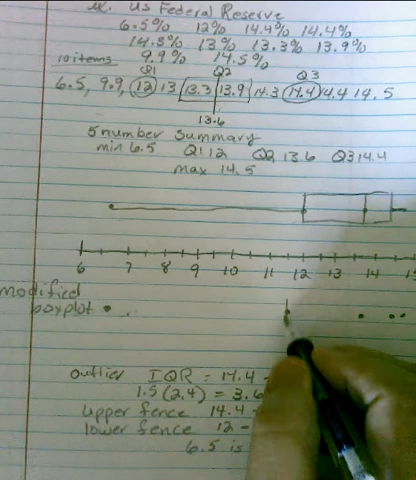 US Federal Reserve
6.5% 12% 14.4% 14.4%
14.3% 13% 13.3% 13.9%
10 items 9.9% 14.5%
Q1 Q2 Q3
6.5, 9.9, 12 13 13.3 13.9 14.3 14.4 14.4 14.5
13.6
5 number Summary
min 6.5 Q1 12 Q2 13.6 Q3 14.4
max 14.5
6 7 8 9 10 11 12 13 14 15
modified
boxplot
outlier IQR = 14.4 -
1.5(2.4) = 3.6
upper fence 14.4
lower fence 12 -
6.5 is